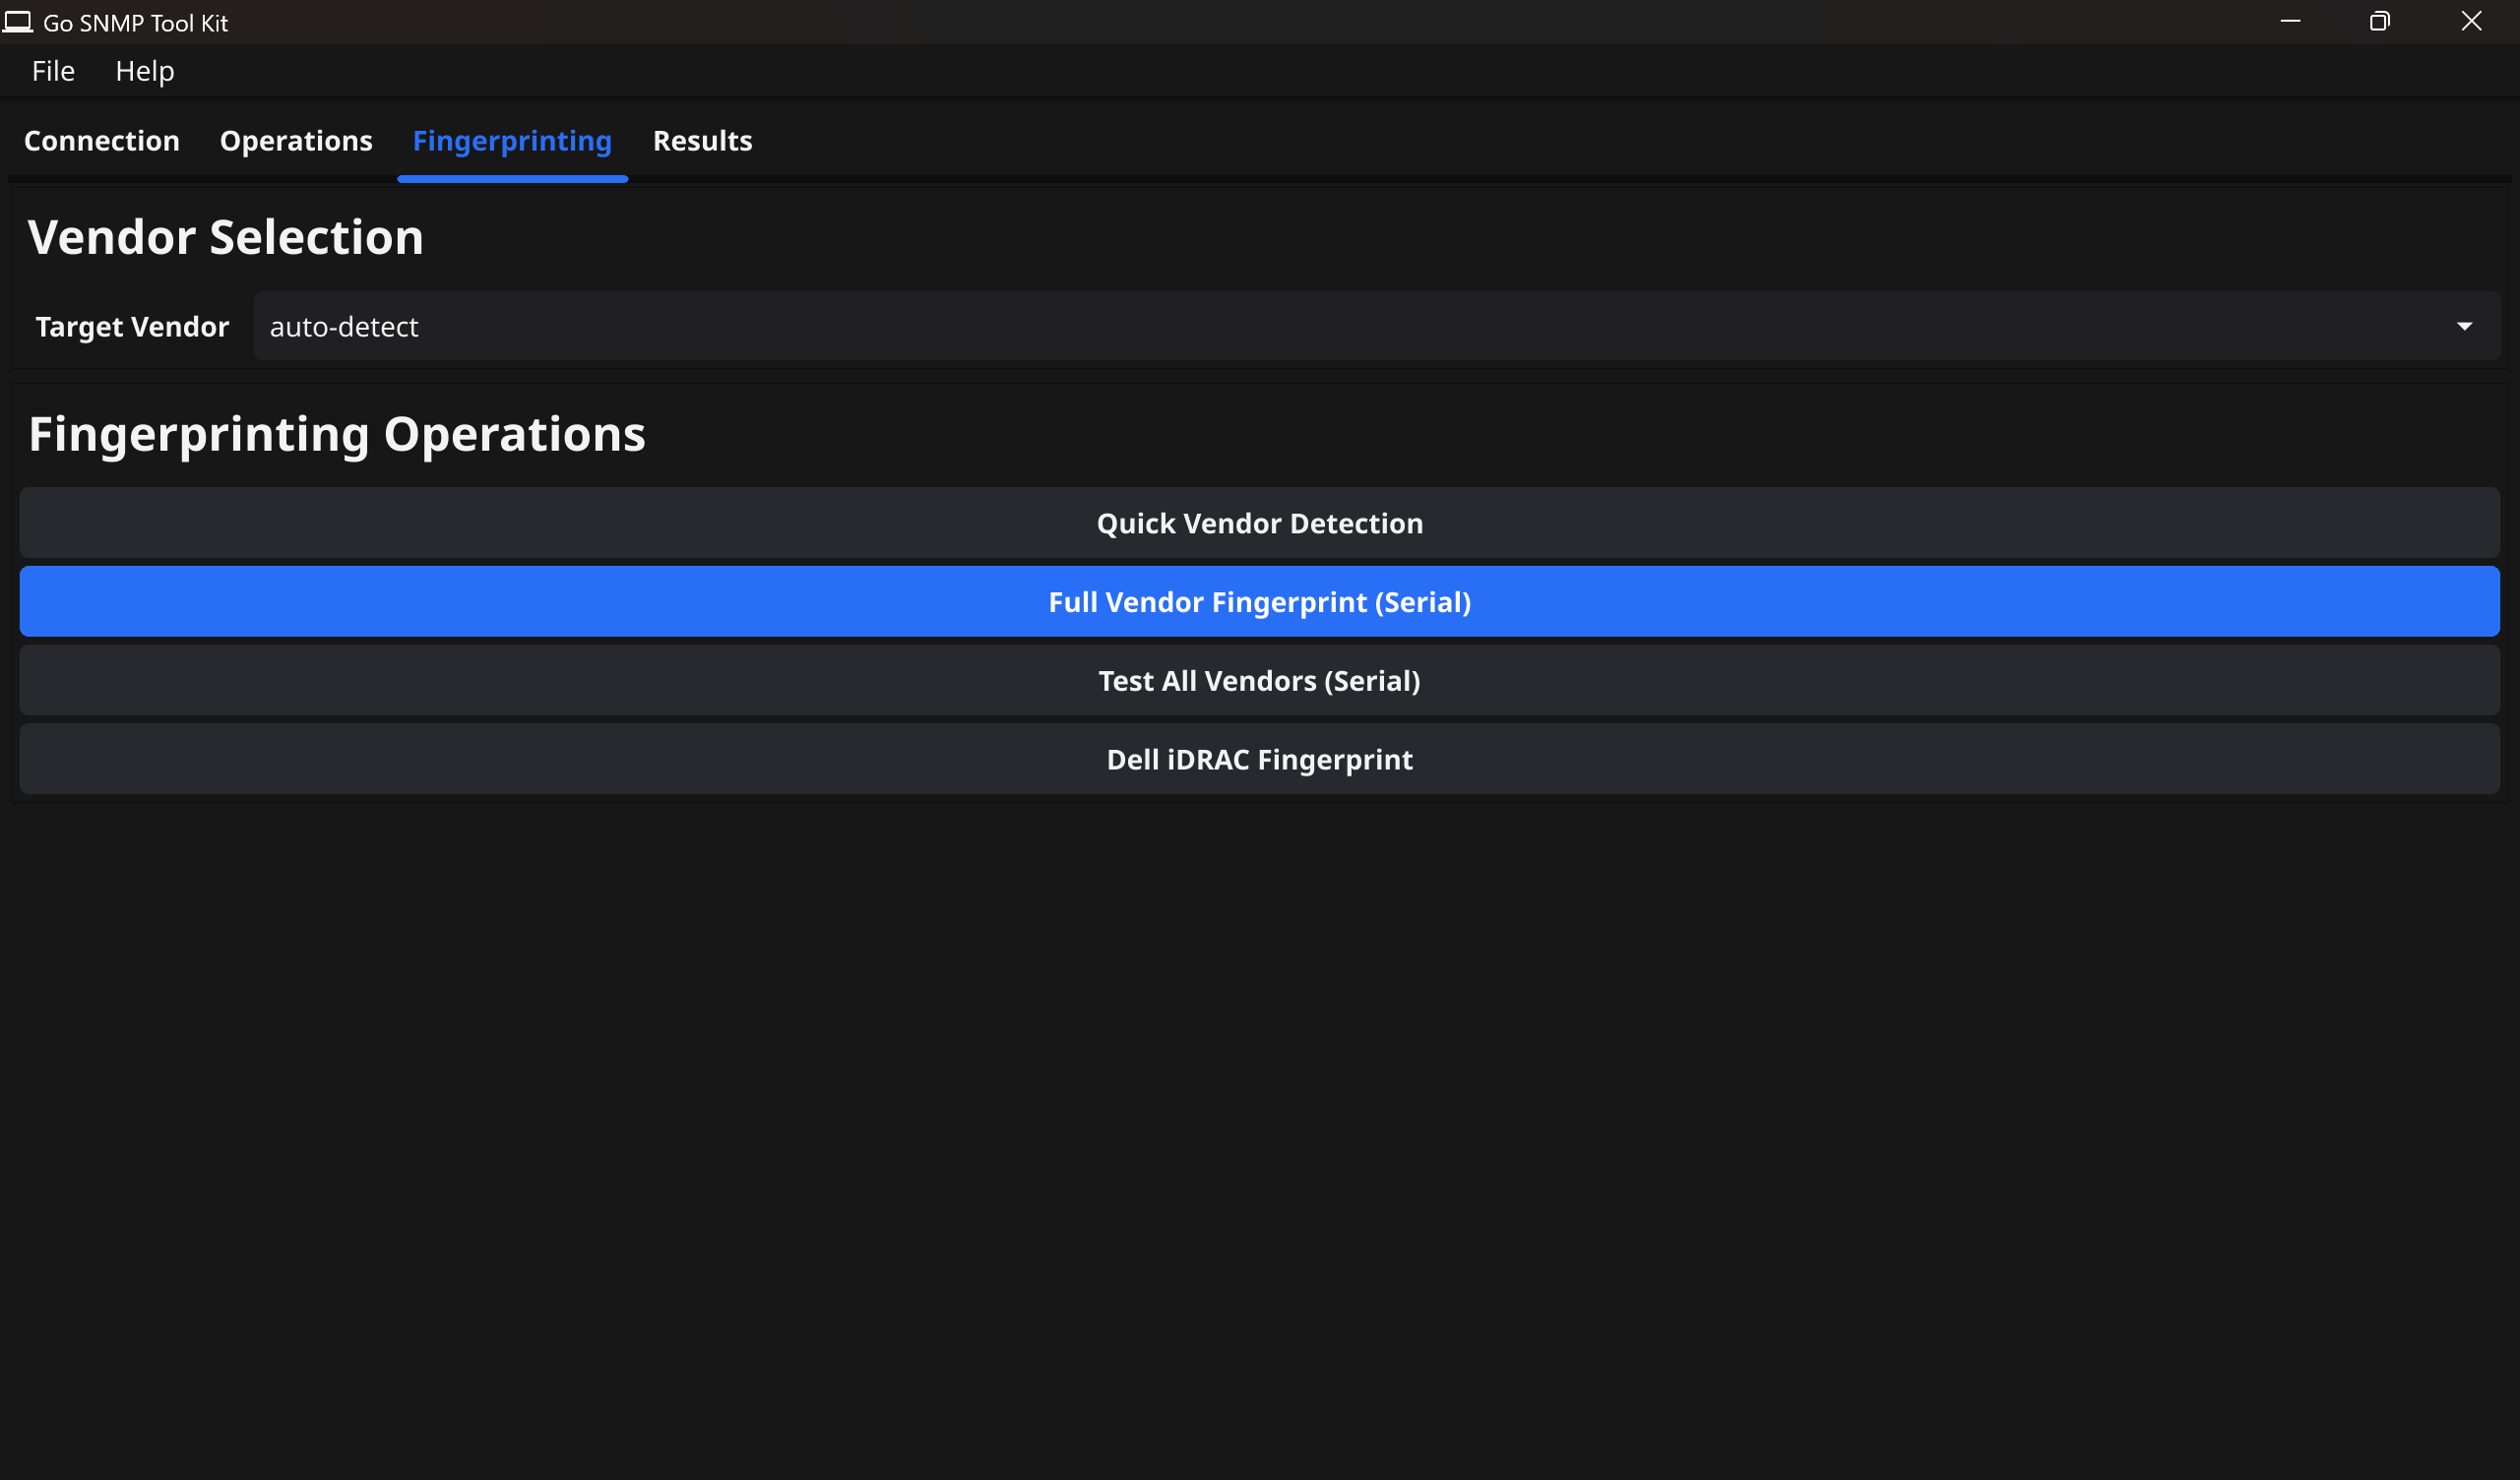 Go SNMP Tool Kit
File Help
Connection Operations Fingerprinting Results
Vendor Selection
Target Vendor auto-detect
Fingerprinting Operations
Quick Vendor Detection
Full Vendor Fingerprint (Serial)
Test All Vendors (Serial)
Dell iDRAC Fingerprint